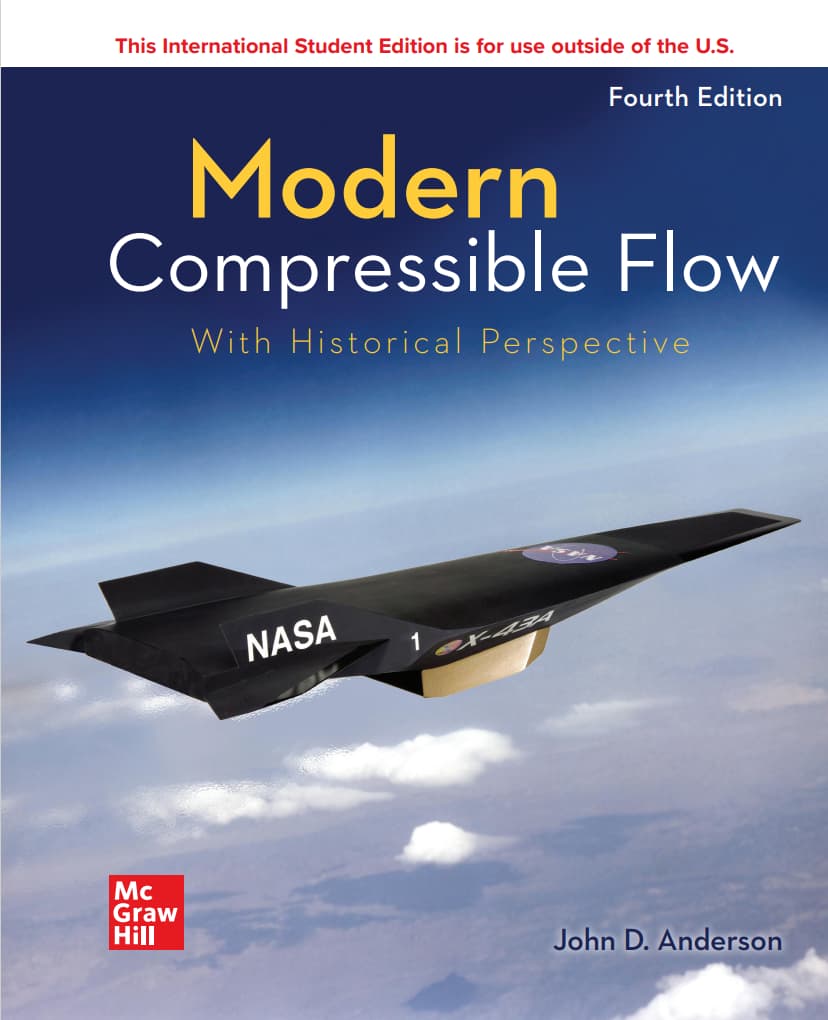 This International Student Edition is for use outside of the U.S.
Fourth Edition
Modern
Compressible Flow
With Historical Perspective
NASA
NASA
1
X-43A
Mc
Graw
Hill
John D. Anderson